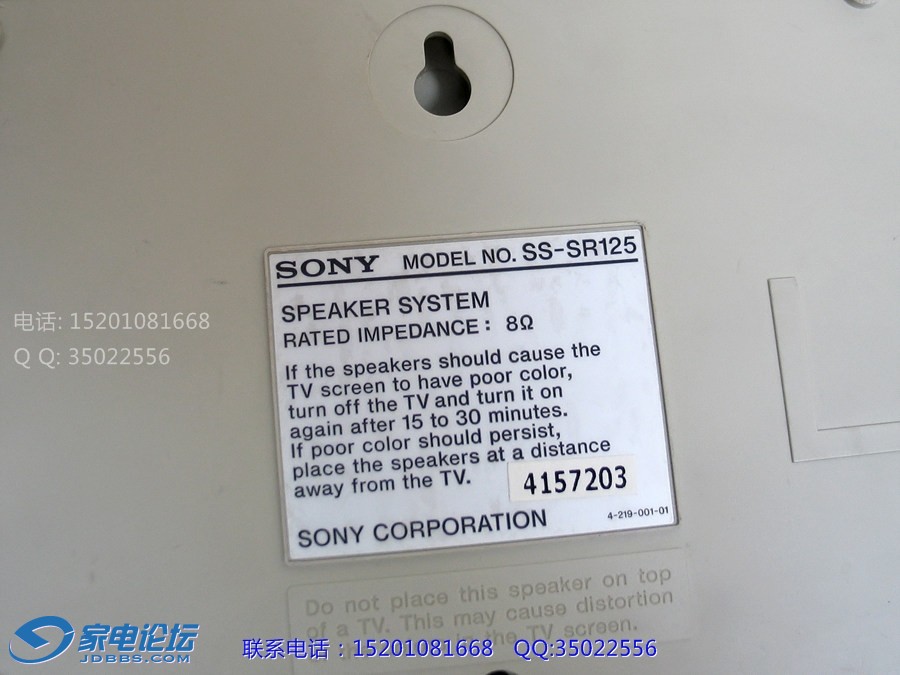 SONY MODEL NO. SS-SR125
SPEAKER SYSTEM
RATED IMPEDANCE : 8Ω
If the speakers should cause the
TV screen to have poor color,
turn off the TV and turn it on
again after 15 to 30 minutes.
If poor color should persist,
place the speakers at a distance
away from the TV.
4157203
SONY CORPORATION
4-219-001-01
电话: 15201081668
Q Q: 35022556
Do not place this speaker on top
of a TV. This may cause distortion
in the TV screen.
家电论坛
JDBBS.COM
联系电话：15201081668 QQ:35022556